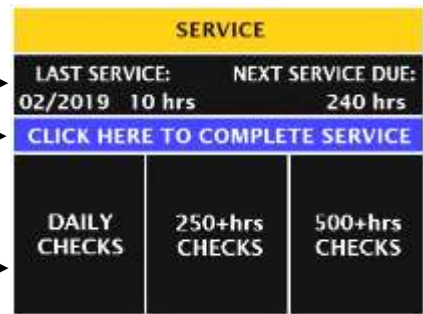 SERVICE
LAST SERVICE: NEXT SERVICE DUE:
02/2019 10 hrs 240 hrs
CLICK HERE TO COMPLETE SERVICE
DAILY CHECKS
250+hrs CHECKS
500+hrs CHECKS